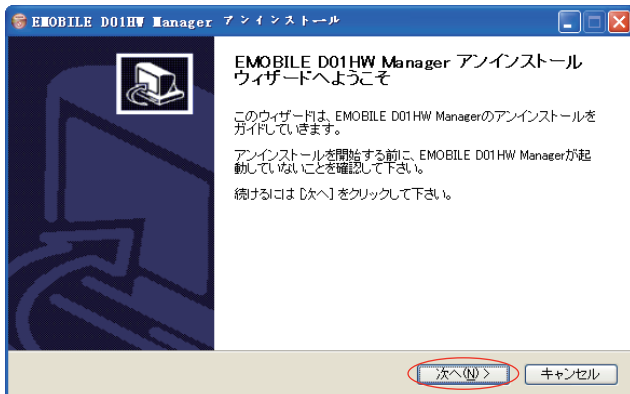 EMOBILE D01HW Manager アンインストール
EMOBILE D01HW Manager アンインストール
ウィザードへようこそ
このウィザードは、EMOBILE D01HW Managerのアンインストールを
ガイドしていきます。
アンインストールを開始する前に、EMOBILE D01HW Managerが起
動していないことを確認して下さい。
続けるには [次へ] をクリックして下さい。
次へ(N) >
キャンセル